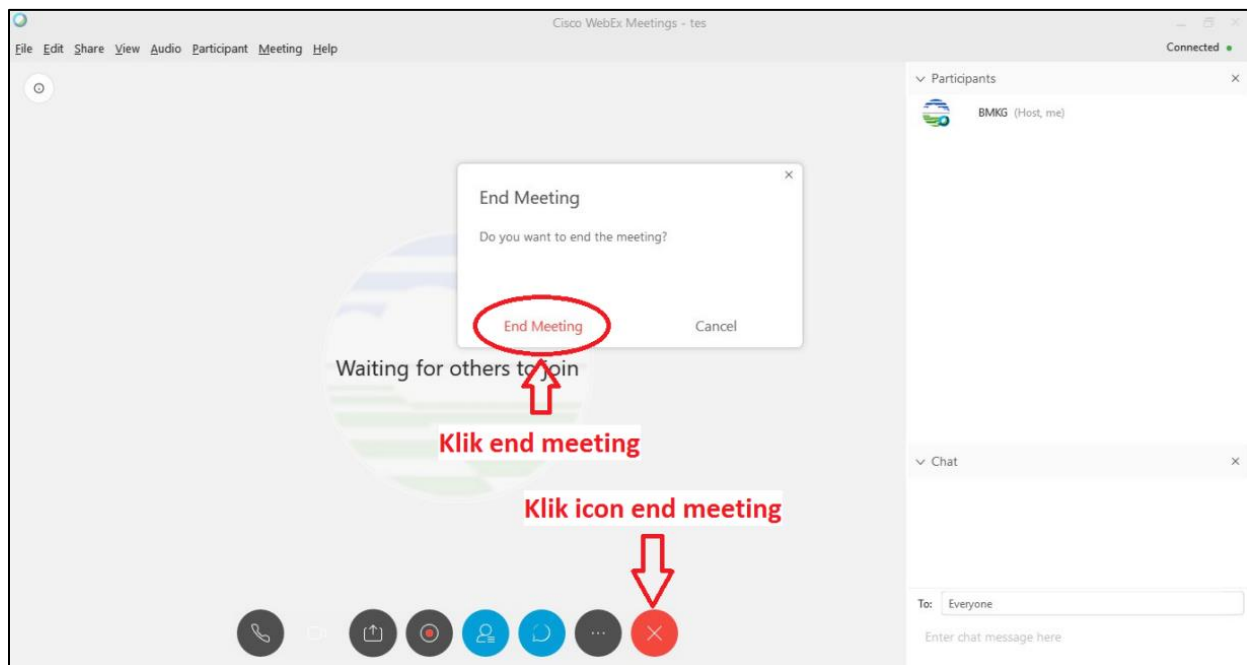 Cisco WebEx Meetings - tes
File Edit Share View Audio Participant Meeting Help
Connected
Participants
BMKG (Host, me)
End Meeting
Do you want to end the meeting?
End Meeting Cancel
Waiting for others to join
Klik end meeting
Chat
Klik icon end meeting
To: Everyone
Enter chat message here